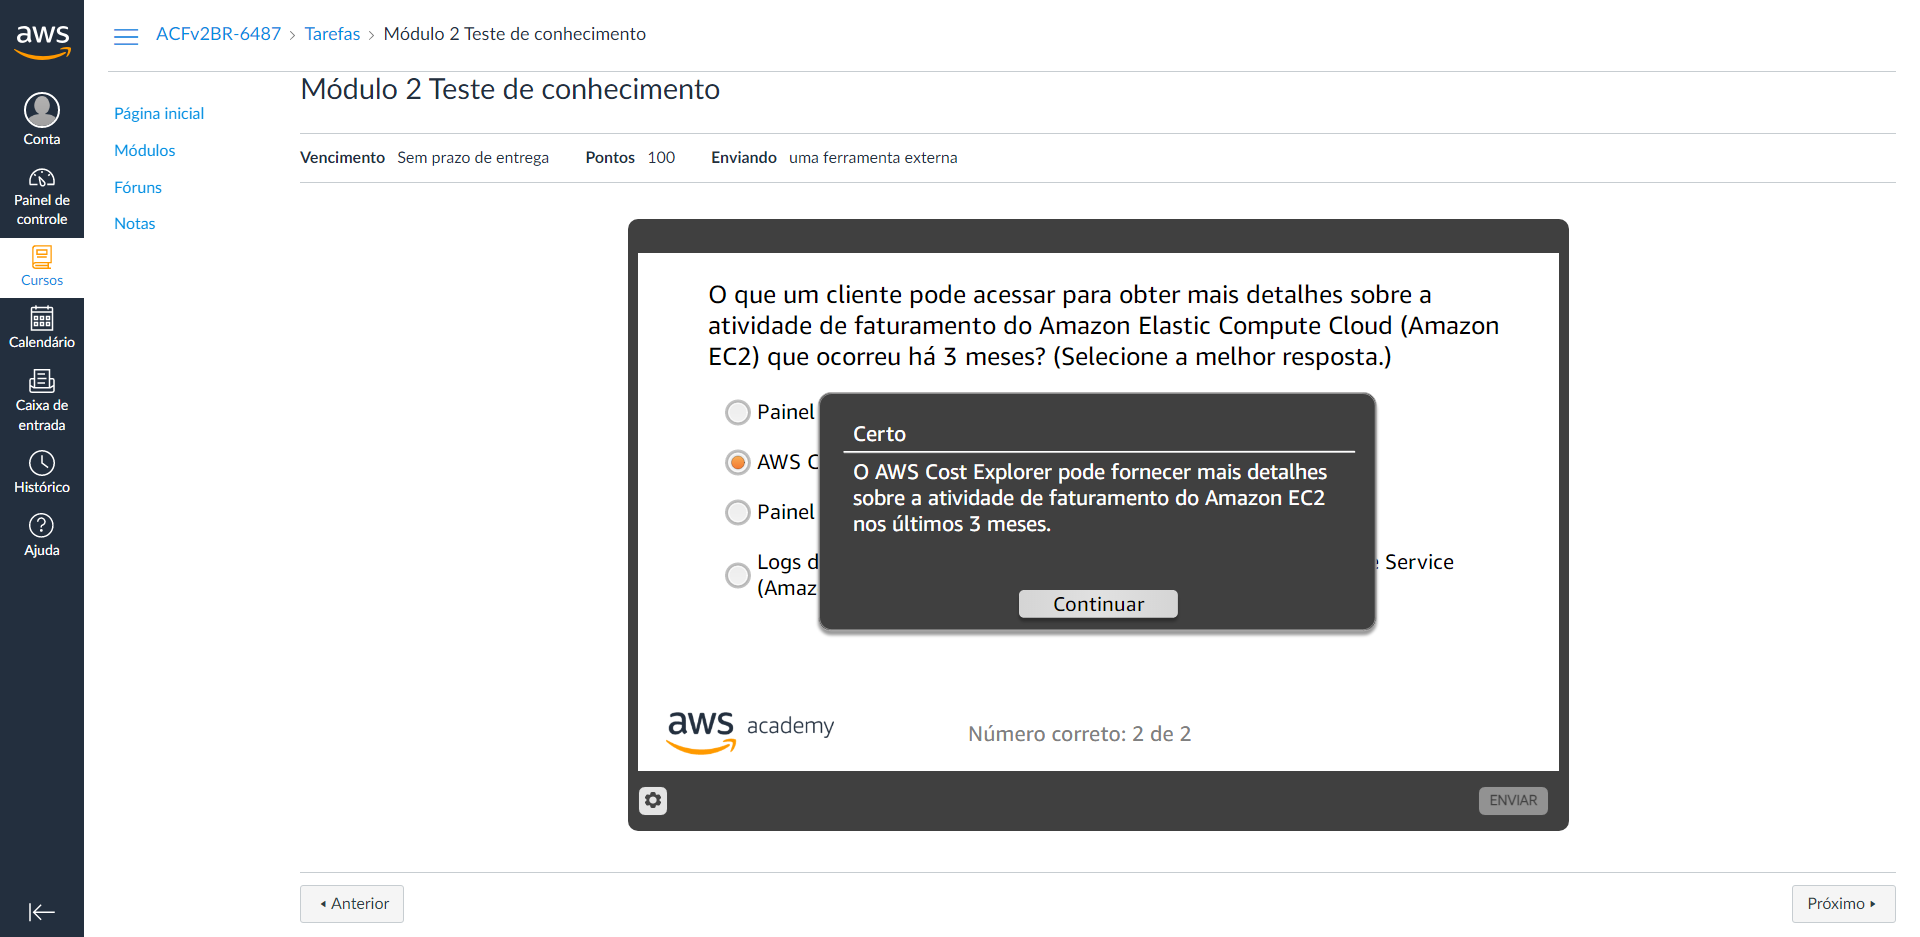 aws
Conta
Painel de
controle
Cursos
Calendário
Caixa de
entrada
Histórico
Ajuda
ACFv2BR-6487 › Tarefas › Módulo 2 Teste de conhecimento
Página inicial
Módulos
Fóruns
Notas
Módulo 2 Teste de conhecimento
Vencimento Sem prazo de entrega Pontos 100 Enviando uma ferramenta externa
O que um cliente pode acessar para obter mais detalhes sobre a
atividade de faturamento do Amazon Elastic Compute Cloud (Amazon
EC2) que ocorreu há 3 meses? (Selecione a melhor resposta.)
Painel
AWS C
Painel
Logs d
Service
(Amaz
Certo
O AWS Cost Explorer pode fornecer mais detalhes
sobre a atividade de faturamento do Amazon EC2
nos últimos 3 meses.
Continuar
aws academy
Número correto: 2 de 2
ENVIAR
Anterior
Próximo